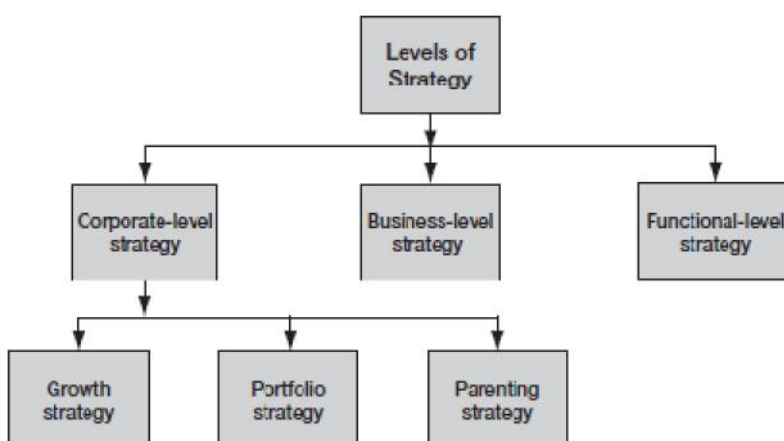 Levels of
Strategy
Corporate-level
strategy
Business-level
strategy
Functional-level
strategy
Growth
strategy
Portfolio
strategy
Parenting
strategy